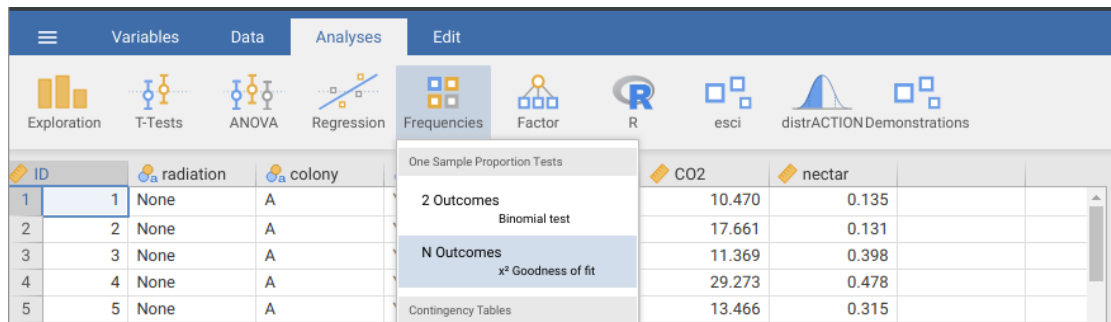 Variables Data Analyses Edit
Exploration T-Tests ANOVA Regression Frequencies Factor R esci distrACTION Demonstrations
One Sample Proportion Tests
2 Outcomes
Binomial test
N Outcomes
x² Goodness of fit
Contingency Tables
ID radiation colony CO2 nectar
1 1 None A 10.470 0.135
2 2 None A 17.661 0.131
3 3 None A 11.369 0.398
4 4 None A 29.273 0.478
5 5 None A 13.466 0.315